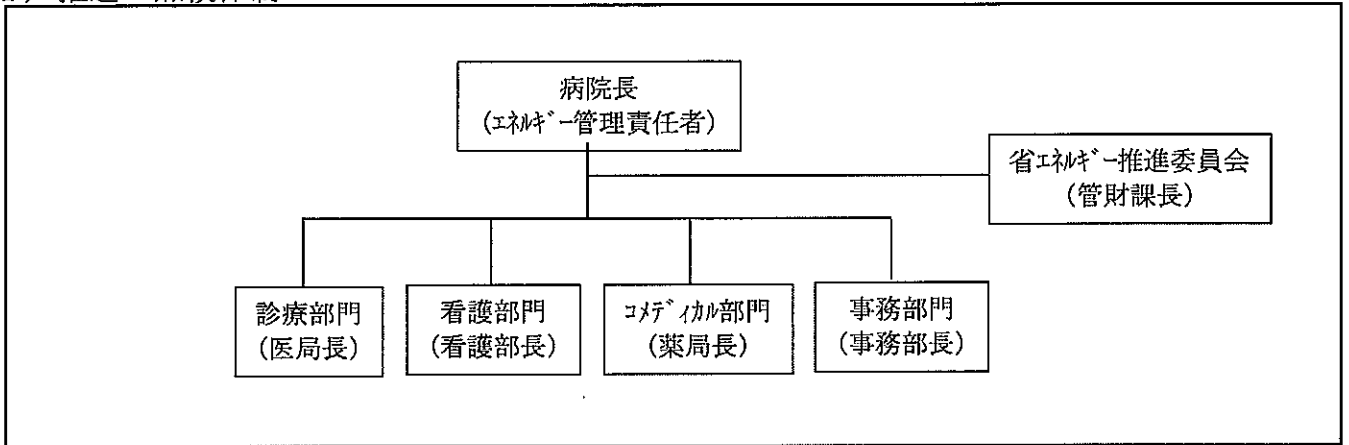 病院長
(ｴﾈﾙｷﾞｰ管理責任者)
省ｴﾈﾙｷﾞｰ推進委員会
(管財課長)
診療部門
(医局長)
看護部門
(看護部長)
ｺﾒﾃﾞｨｶﾙ部門
(薬局長)
事務部門
(事務部長)